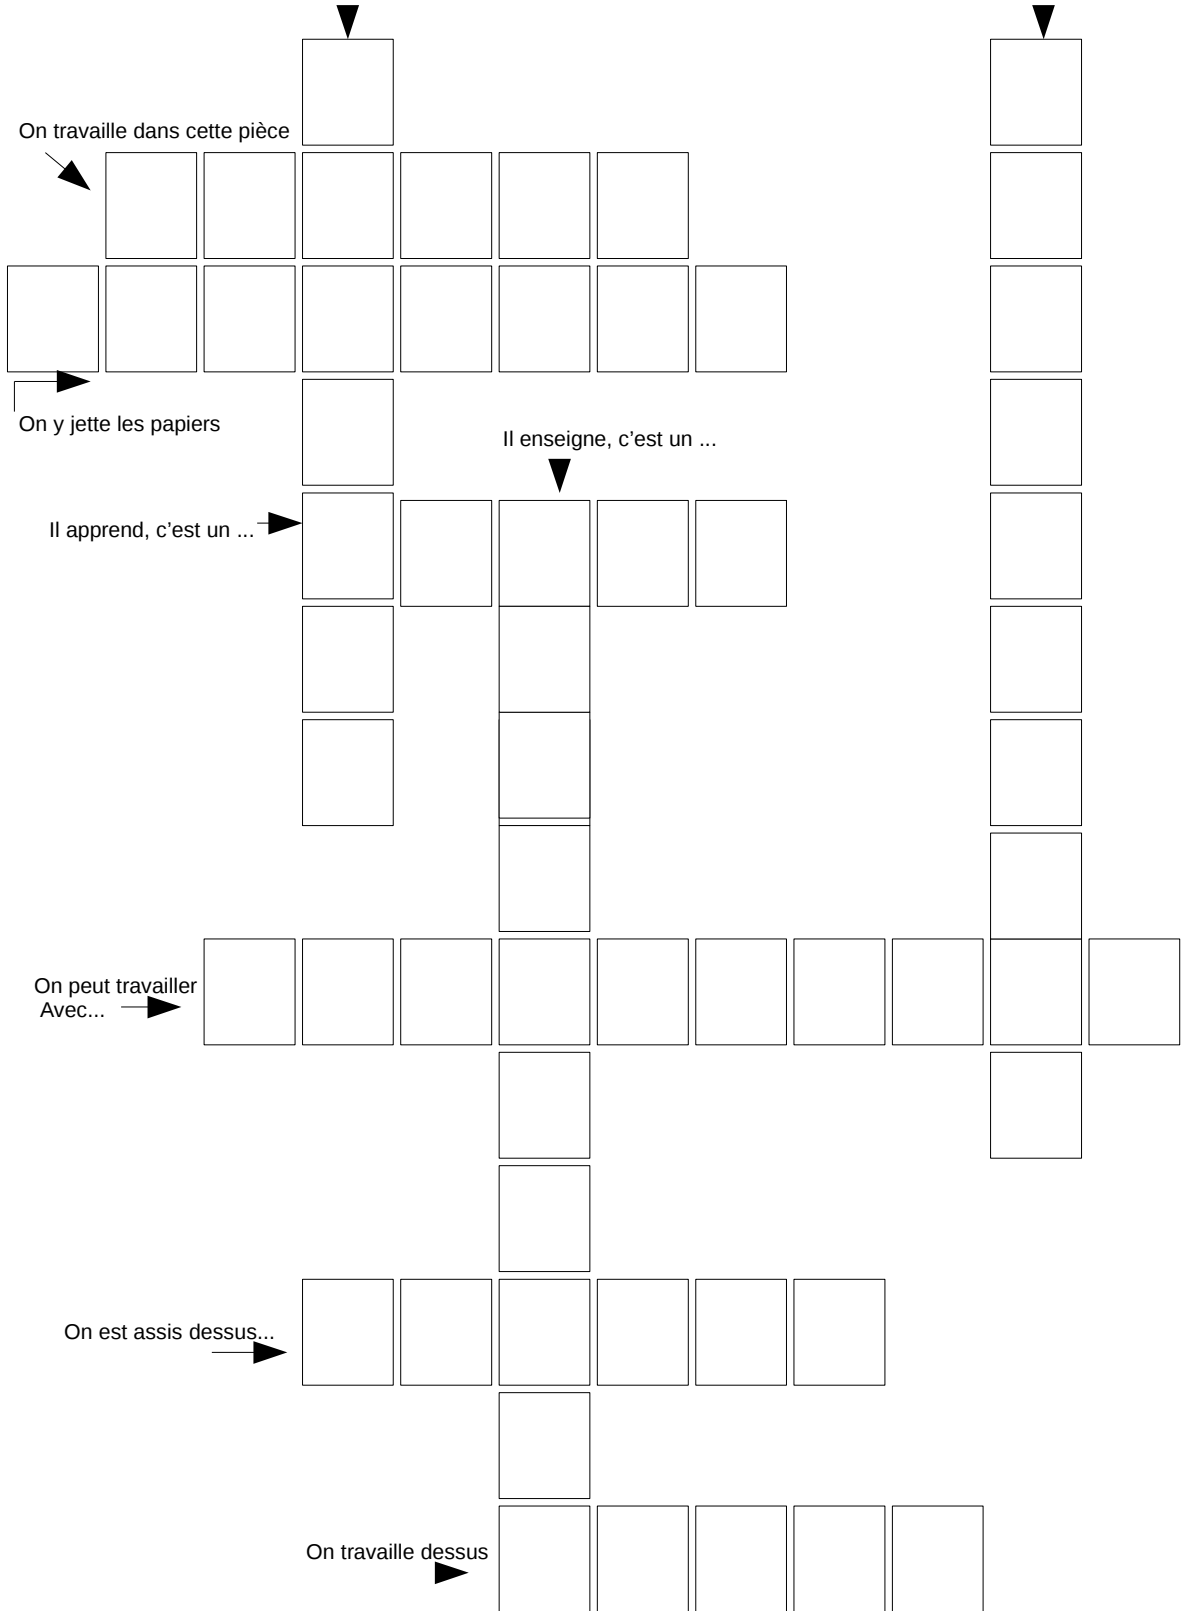 On travaille dans cette pièce
On y jette les papiers
Il enseigne, c’est un ...
Il apprend, c’est un ...
On peut travailler
Avec...
On est assis dessus...
On travaille dessus